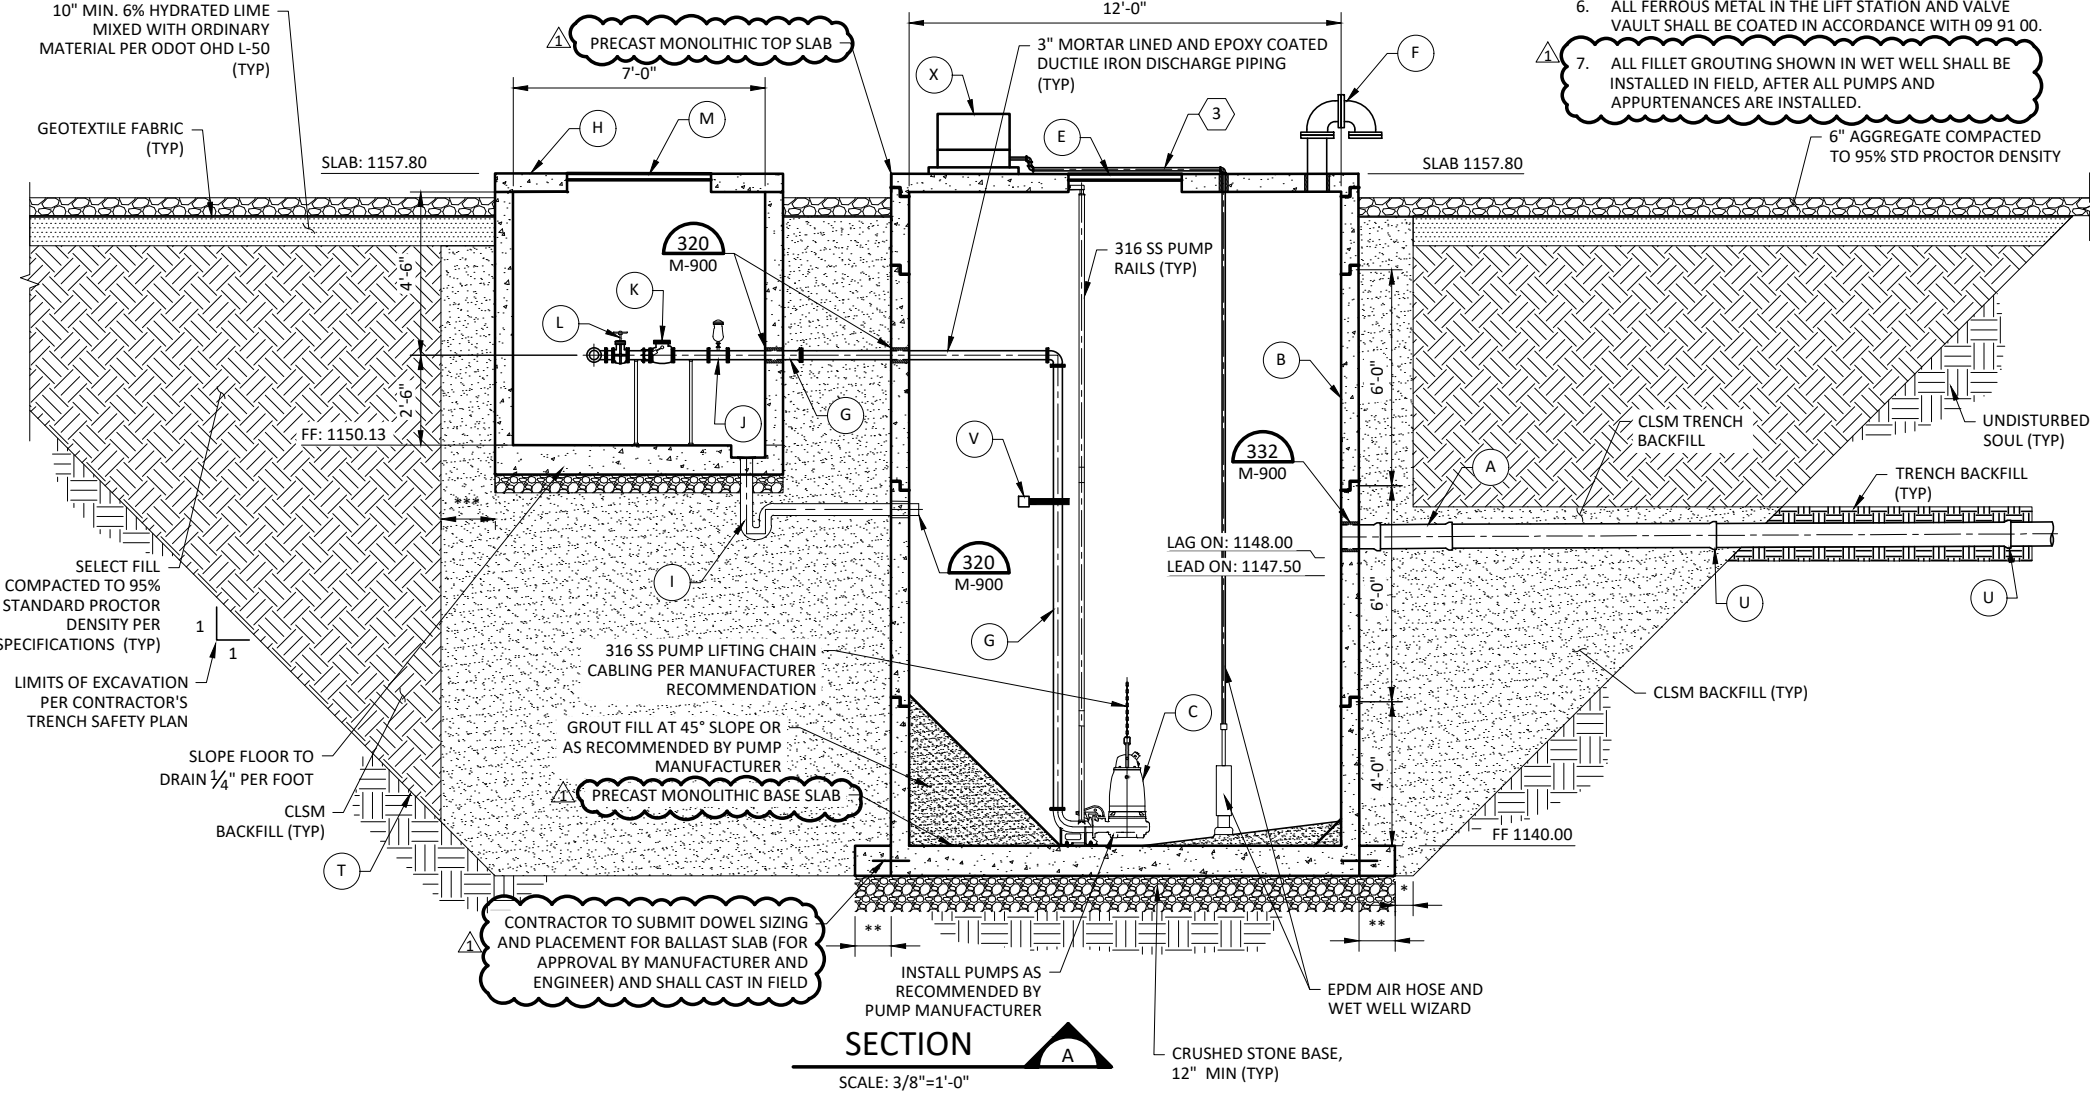 10" MIN. 6% HYDRATED LIME
MIXED WITH ORDINARY
MATERIAL PER ODOT OHD L-50
(TYP)
GEOTEXTILE FABRIC
(TYP)
SLAB: 1157.80
1
PRECAST MONOLITHIC TOP SLAB
7'-0"
H
M
12'-0"
3" MORTAR LINED AND EPOXY COATED
DUCTILE IRON DISCHARGE PIPING
(TYP)
X
E
3
F
6. ALL FERROUS METAL IN THE LIFT STATION AND VALVE
VAULT SHALL BE COATED IN ACCORDANCE WITH 09 91 00.
1
7. ALL FILLET GROUTING SHOWN IN WET WELL SHALL BE
INSTALLED IN FIELD, AFTER ALL PUMPS AND
APPURTENANCES ARE INSTALLED.
6" AGGREGATE COMPACTED
TO 95% STD PROCTOR DENSITY
SLAB 1157.80
4'-6"
2'-6"
320
M-900
K
L
J
G
FF: 1150.13
***
316 SS PUMP
RAILS (TYP)
B
6'-0"
V
332
M-900
CLSM TRENCH
BACKFILL
A
UNDISTURBED
SOUL (TYP)
TRENCH BACKFILL
(TYP)
LAG ON: 1148.00
LEAD ON: 1147.50
320
M-900
I
6'-0"
U
U
SELECT FILL
COMPACTED TO 95%
STANDARD PROCTOR
DENSITY PER
SPECIFICATIONS (TYP)
1
1
LIMITS OF EXCAVATION
PER CONTRACTOR'S
TRENCH SAFETY PLAN
G
316 SS PUMP LIFTING CHAIN
CABLING PER MANUFACTURER
RECOMMENDATION
C
CLSM BACKFILL (TYP)
GROUT FILL AT 45° SLOPE OR
AS RECOMMENDED BY PUMP
MANUFACTURER
SLOPE FLOOR TO
DRAIN 1/4" PER FOOT
1
PRECAST MONOLITHIC BASE SLAB
4'-0"
CLSM
BACKFILL (TYP)
FF 1140.00
T
1
CONTRACTOR TO SUBMIT DOWEL SIZING
AND PLACEMENT FOR BALLAST SLAB (FOR
APPROVAL BY MANUFACTURER AND
ENGINEER) AND SHALL CAST IN FIELD
**
*
**
INSTALL PUMPS AS
RECOMMENDED BY
PUMP MANUFACTURER
EPDM AIR HOSE AND
WET WELL WIZARD
SECTION
A
SCALE: 3/8"=1'-0"
CRUSHED STONE BASE,
12" MIN (TYP)